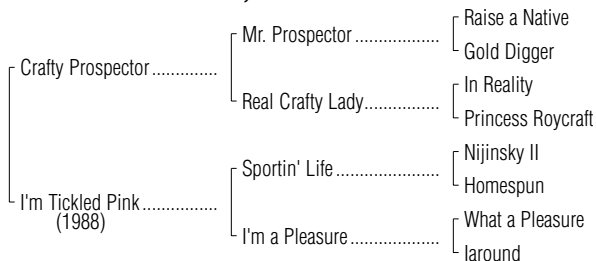 Raise a Native
Mr. Prospector ..................
Gold Digger
Crafty Prospector ..............
In Reality
Real Crafty Lady ................
Princess Roycraft
Nijinsky II
Sportin' Life ......................
Homespun
I'm Tickled Pink ................
(1988)
What a Pleasure
I'm a Pleasure ...................
Iaround